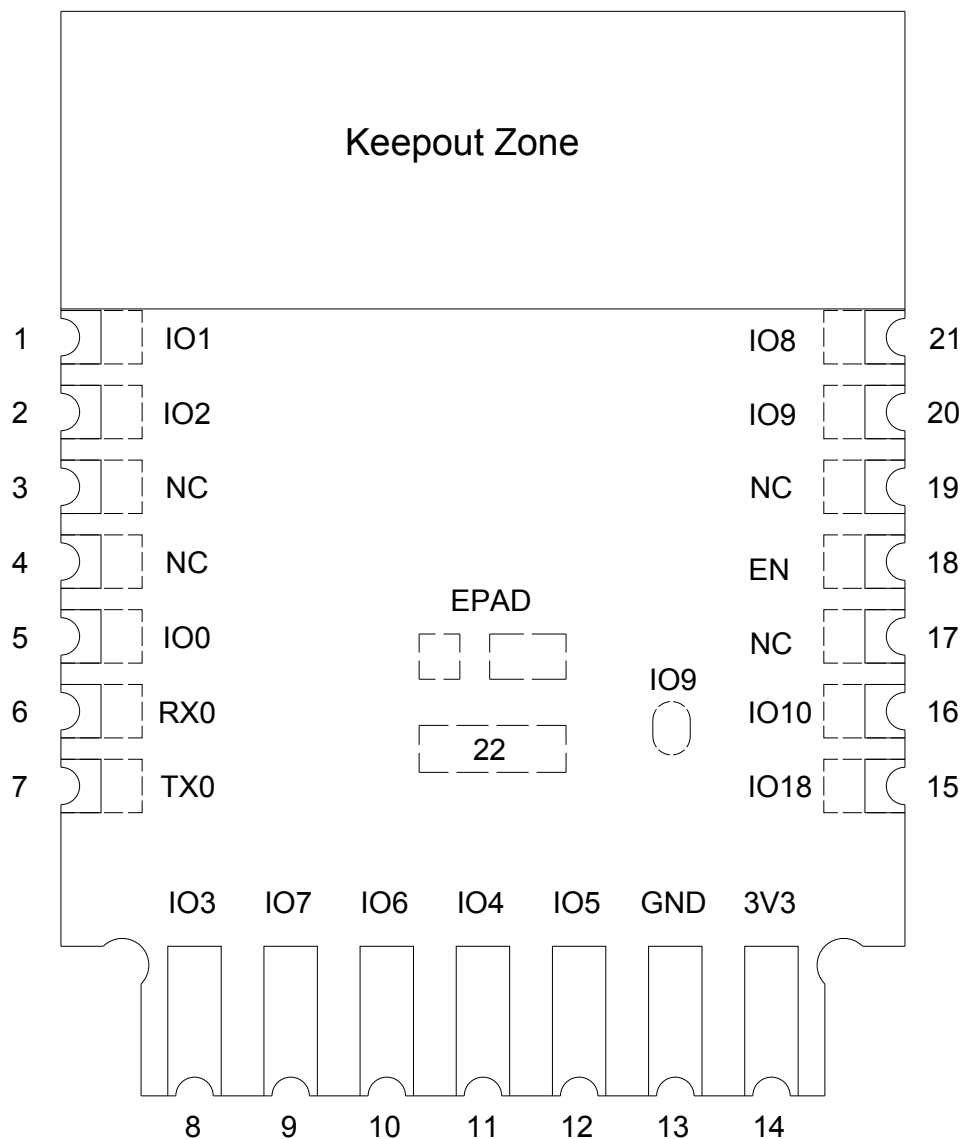 Keepout Zone
1 IO1 IO8 21
2 IO2 IO9 20
3 NC NC 19
4 NC EN 18
EPAD
5 IO0 NC 17
IO9
6 RX0 IO10 16
22
7 TX0 IO18 15
IO3 IO7 IO6 IO4 IO5 GND 3V3
8 9 10 11 12 13 14